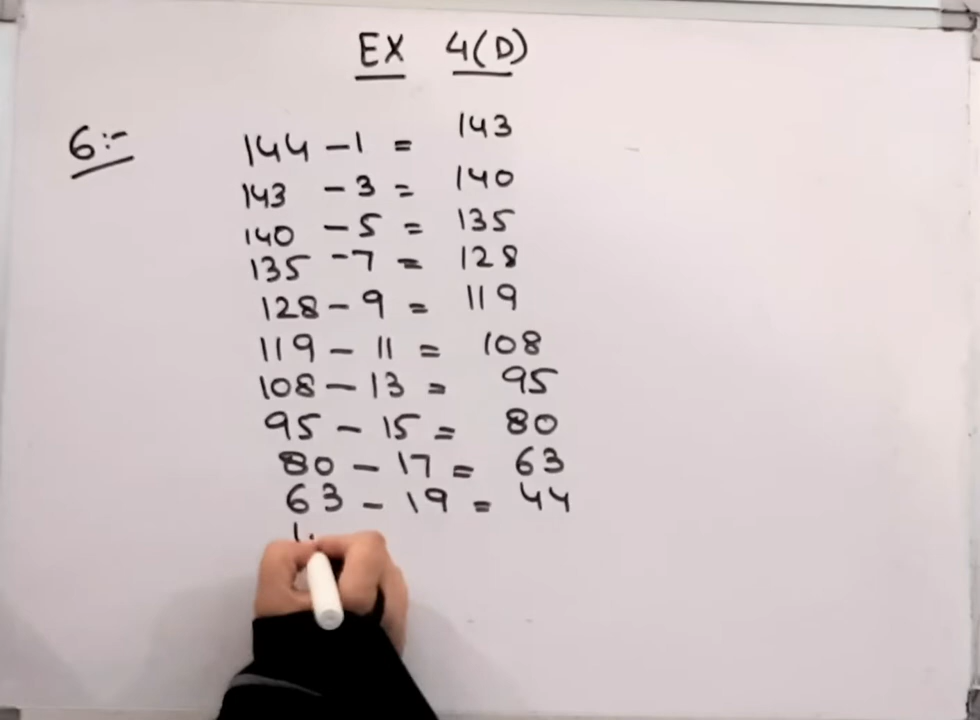 EX 4(D)
6:-
144 - 1 = 143
143 - 3 = 140
140 - 5 = 135
135 - 7 = 128
128 - 9 = 119
119 - 11 = 108
108 - 13 = 95
95 - 15 = 80
80 - 17 = 63
63 - 19 = 44